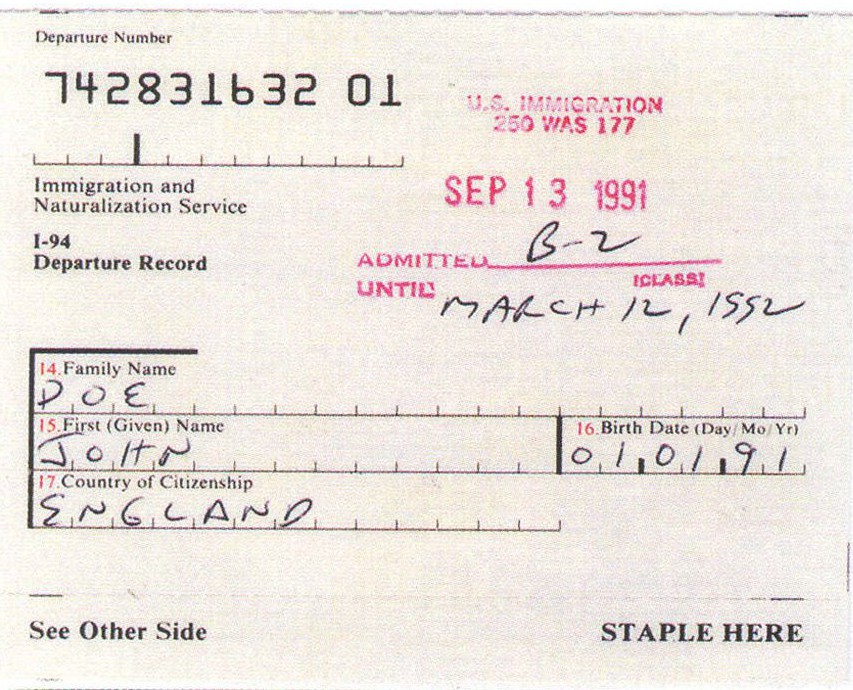 Departure Number
742831632 01
U.S. IMMIGRATION
250 WAS 177
Immigration and
Naturalization Service
SEP 13 1991
I-94
Departure Record
ADMITTED B-2
(CLASS)
UNTIL MARCH 12, 1992
14. Family Name
DOE
15. First (Given) Name
JOHN
16. Birth Date (Day/Mo/Yr)
01 01 91
17. Country of Citizenship
ENGLAND
See Other Side
STAPLE HERE